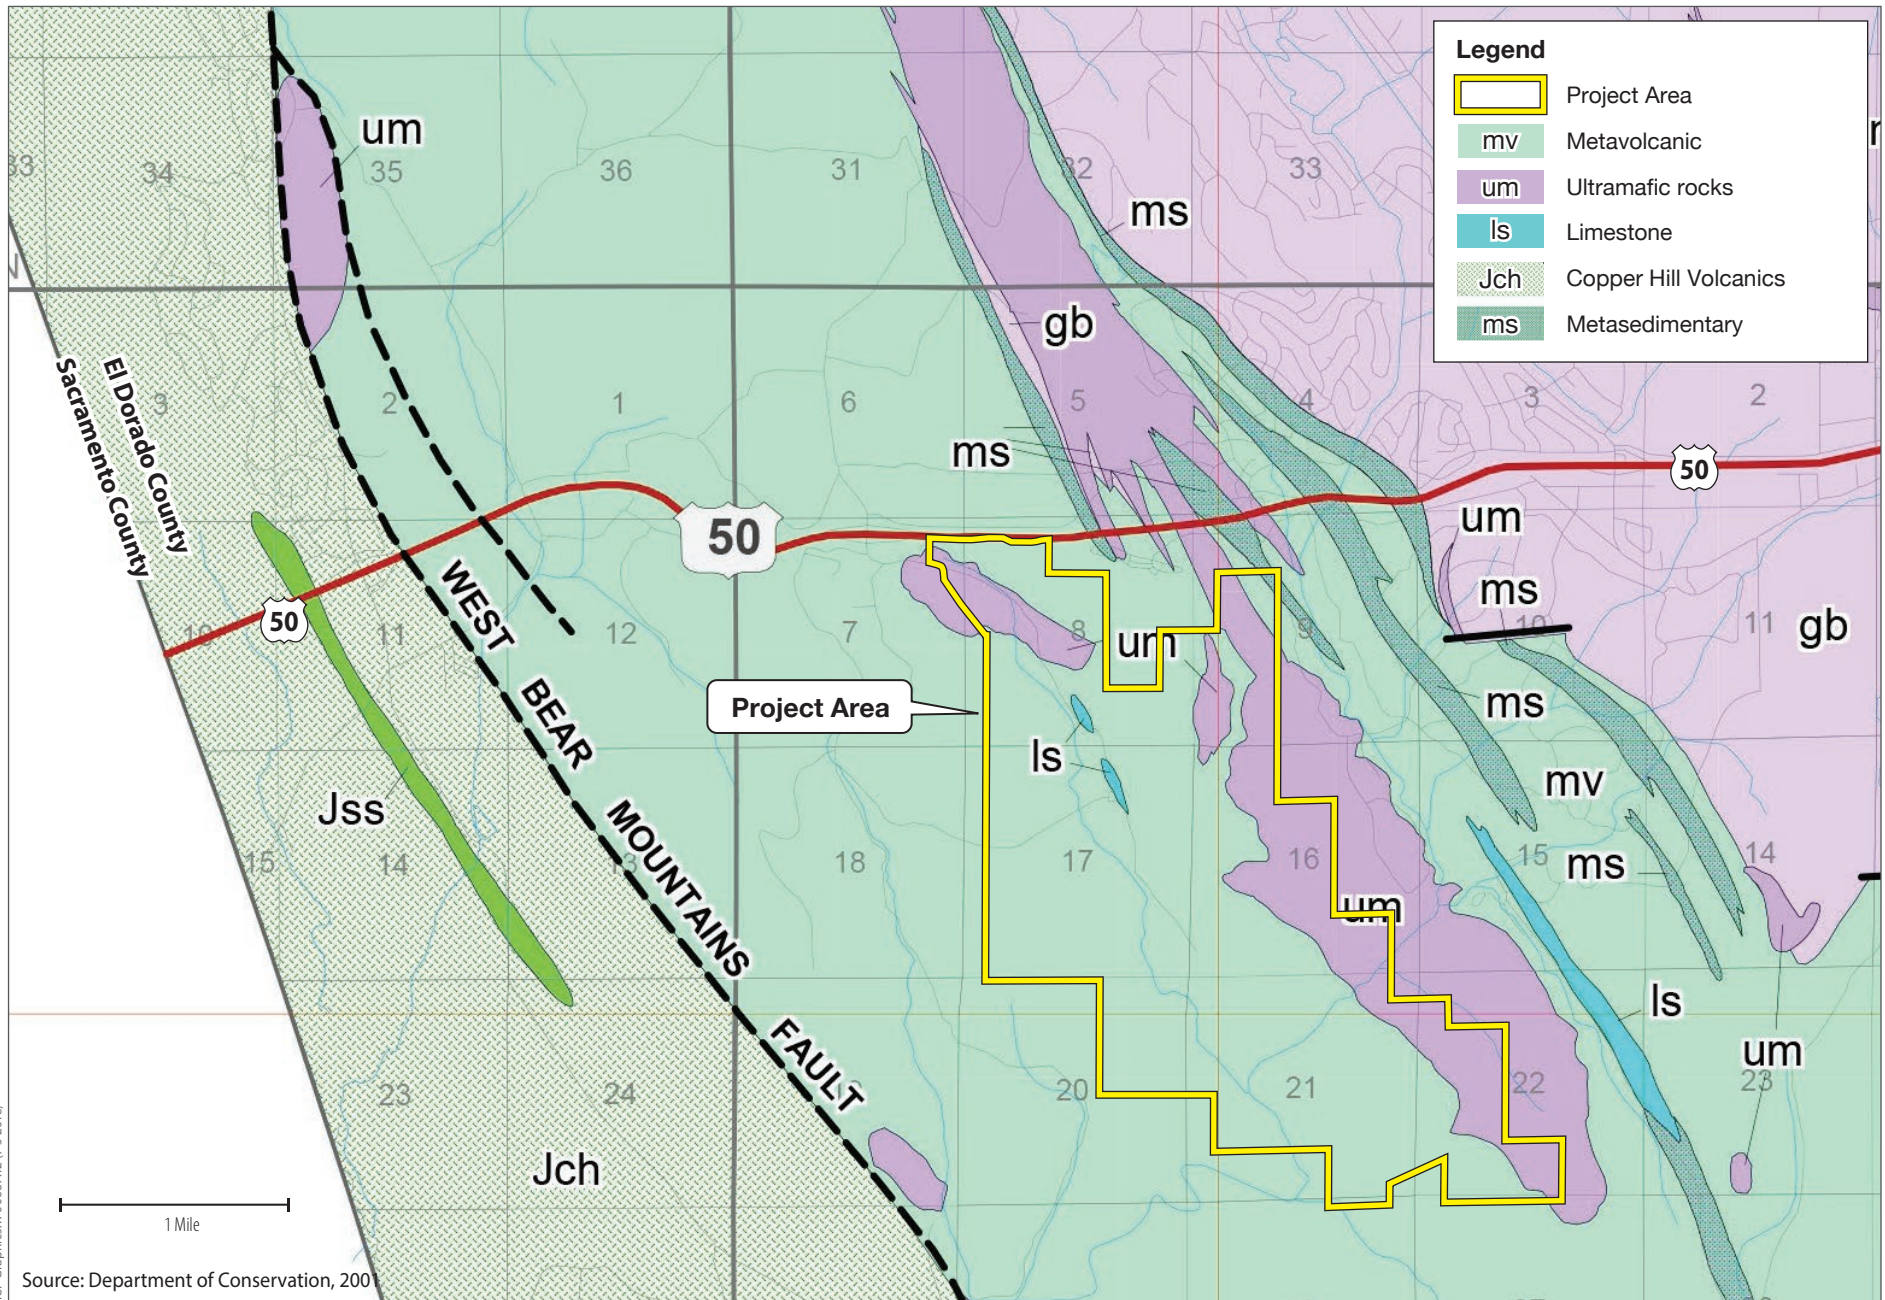 Legend
Project Area
mv Metavolcanic
um Ultramafic rocks
ls Limestone
Jch Copper Hill Volcanics
ms Metasedimentary
33
34
um
35
36
31
32
33
ms
gb
El Dorado County
Sacramento County
3
2
1
6
5
4
3
2
ms
50
50
50
um
WEST BEAR MOUNTAINS FAULT
10
11
12
7
8
um
9
ms
10
11
gb
Project Area
ms
ls
mv
Jss
15
14
13
18
17
16
15
ms
14
um
ls
um
23
24
20
21
22
23
Jch
1 Mile
Source: Department of Conservation, 2001